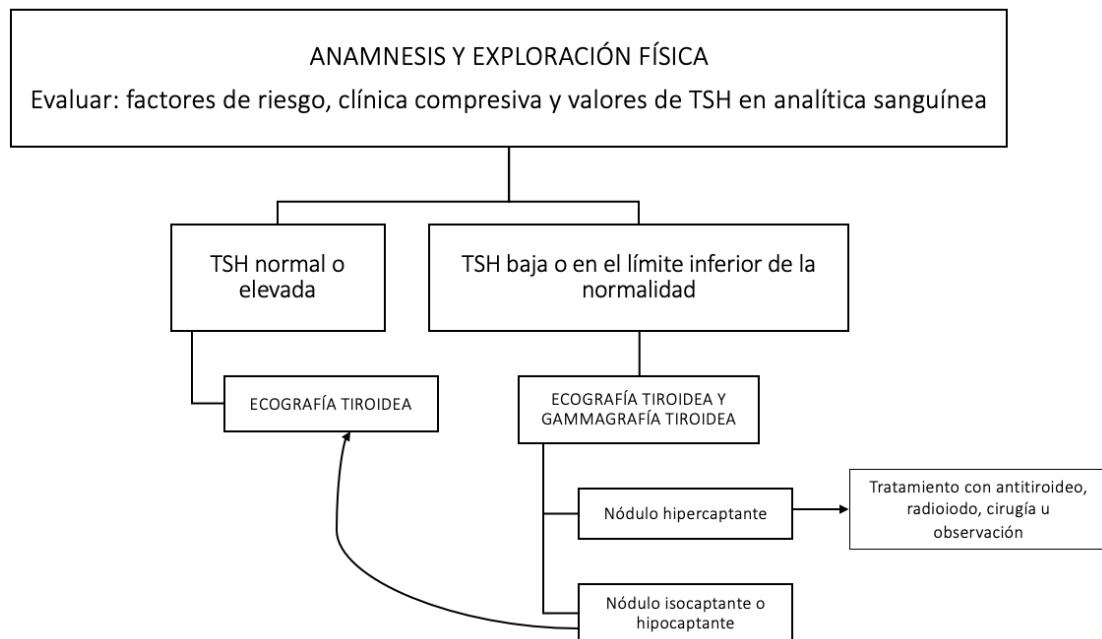 ANAMNESIS Y EXPLORACIÓN FÍSICA
Evaluar: factores de riesgo, clínica compresiva y valores de TSH en analítica sanguínea
TSH normal o
elevada
TSH baja o en el límite inferior de la
normalidad
ECOGRAFÍA TIROIDEA
ECOGRAFÍA TIROIDEA Y
GAMMAGRAFÍA TIROIDEA
Nódulo hipercaptante
Tratamiento con antitiroideo,
radioiodo, cirugía u
observación
Nódulo isocaptante o
hipocaptante